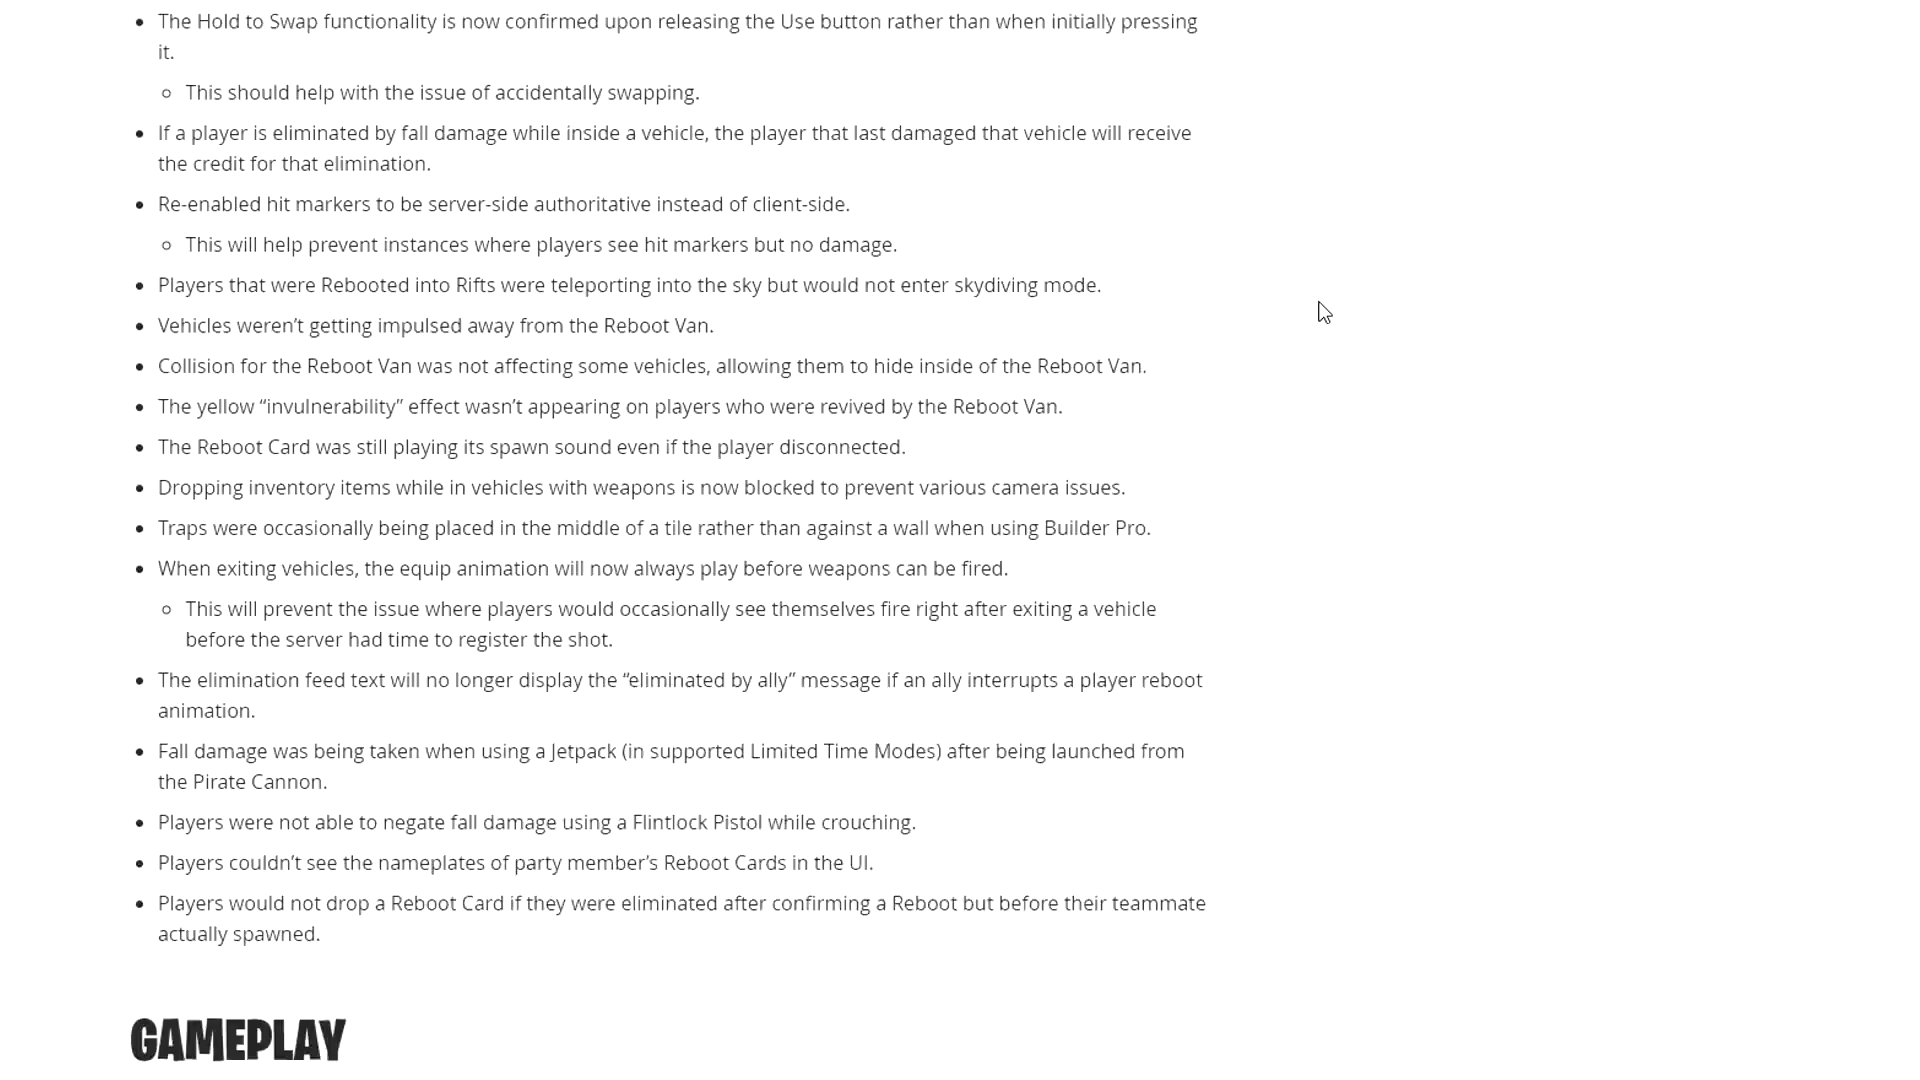 The Hold to Swap functionality is now confirmed upon releasing the Use button rather than when initially pressing
it.
This should help with the issue of accidentally swapping.
If a player is eliminated by fall damage while inside a vehicle, the player that last damaged that vehicle will receive
the credit for that elimination.
Re-enabled hit markers to be server-side authoritative instead of client-side.
This will help prevent instances where players see hit markers but no damage.
Players that were Rebooted into Rifts were teleporting into the sky but would not enter skydiving mode.
Vehicles weren’t getting impulsed away from the Reboot Van.
Collision for the Reboot Van was not affecting some vehicles, allowing them to hide inside of the Reboot Van.
The yellow “invulnerability” effect wasn’t appearing on players who were revived by the Reboot Van.
The Reboot Card was still playing its spawn sound even if the player disconnected.
Dropping inventory items while in vehicles with weapons is now blocked to prevent various camera issues.
Traps were occasionally being placed in the middle of a tile rather than against a wall when using Builder Pro.
When exiting vehicles, the equip animation will now always play before weapons can be fired.
This will prevent the issue where players would occasionally see themselves fire right after exiting a vehicle
before the server had time to register the shot.
The elimination feed text will no longer display the “eliminated by ally” message if an ally interrupts a player reboot
animation.
Fall damage was being taken when using a Jetpack (in supported Limited Time Modes) after being launched from
the Pirate Cannon.
Players were not able to negate fall damage using a Flintlock Pistol while crouching.
Players couldn’t see the nameplates of party member’s Reboot Cards in the UI.
Players would not drop a Reboot Card if they were eliminated after confirming a Reboot but before their teammate
actually spawned.
GAMEPLAY